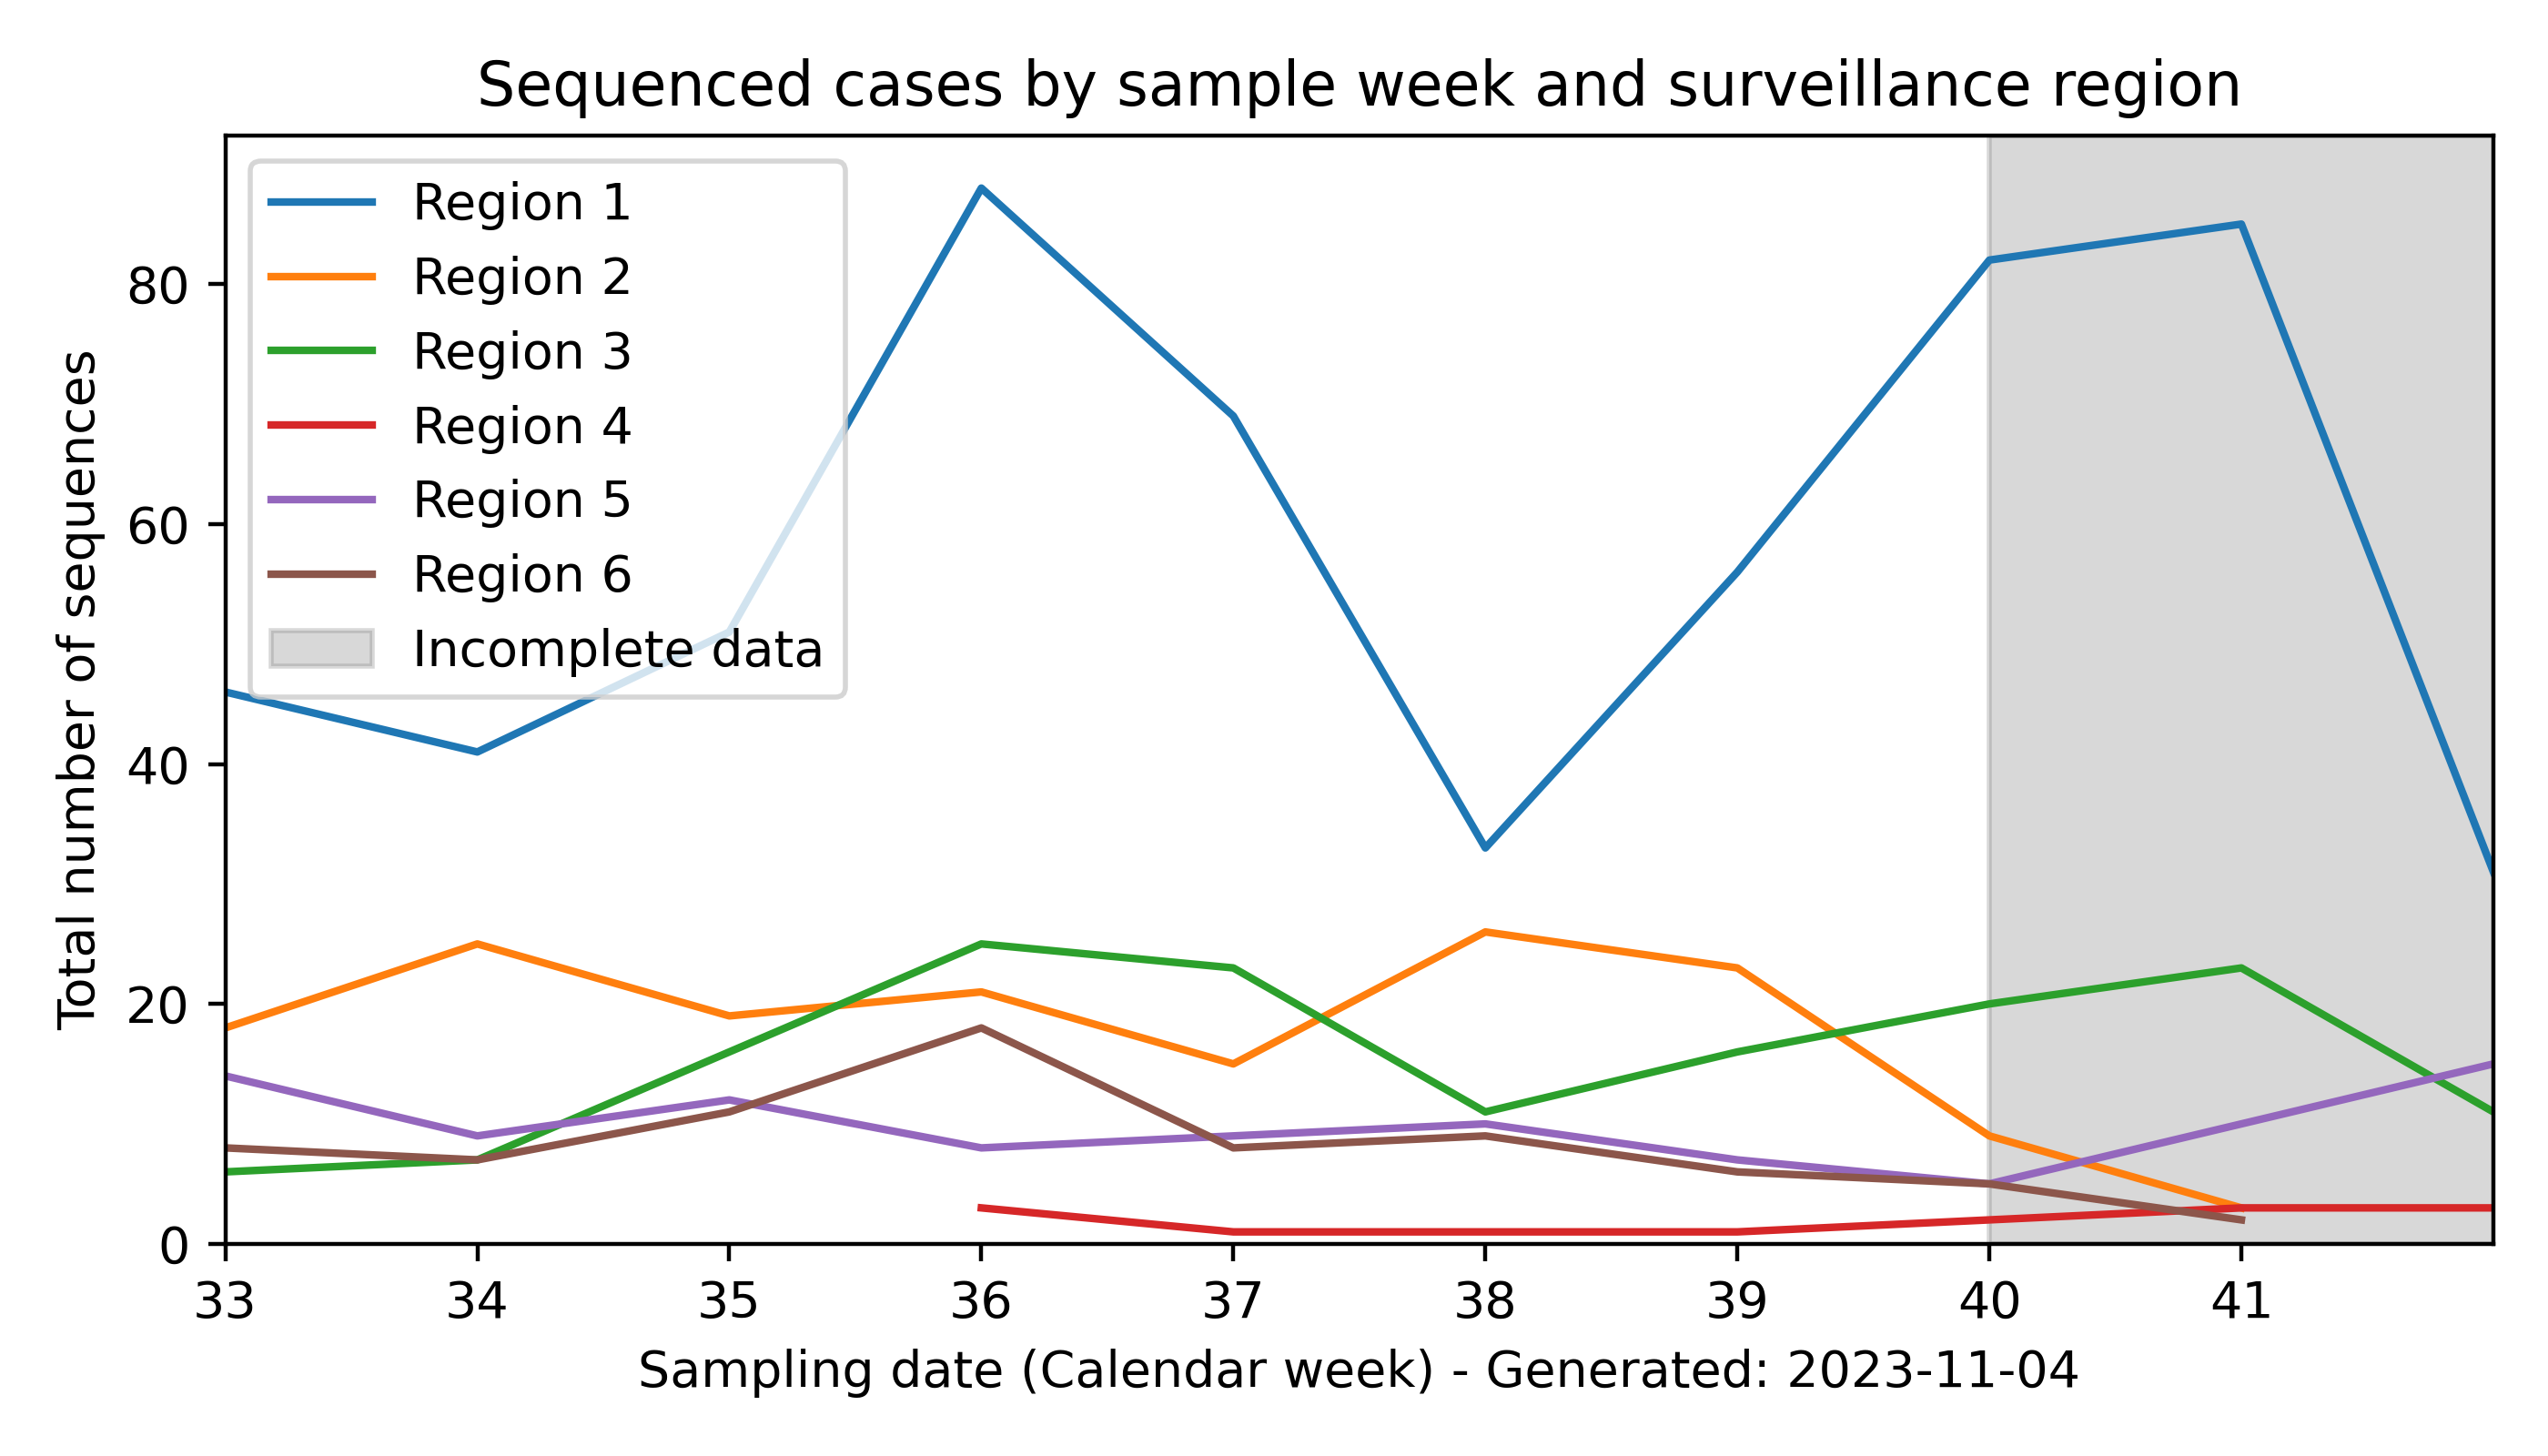 Sequenced cases by sample week and surveillance region
Region 1
Region 2
Region 3
Region 4
Region 5
Region 6
Incomplete data
Total number of sequences
80
60
40
20
0
33 34 35 36 37 38 39 40 41
Sampling date (Calendar week) - Generated: 2023-11-04